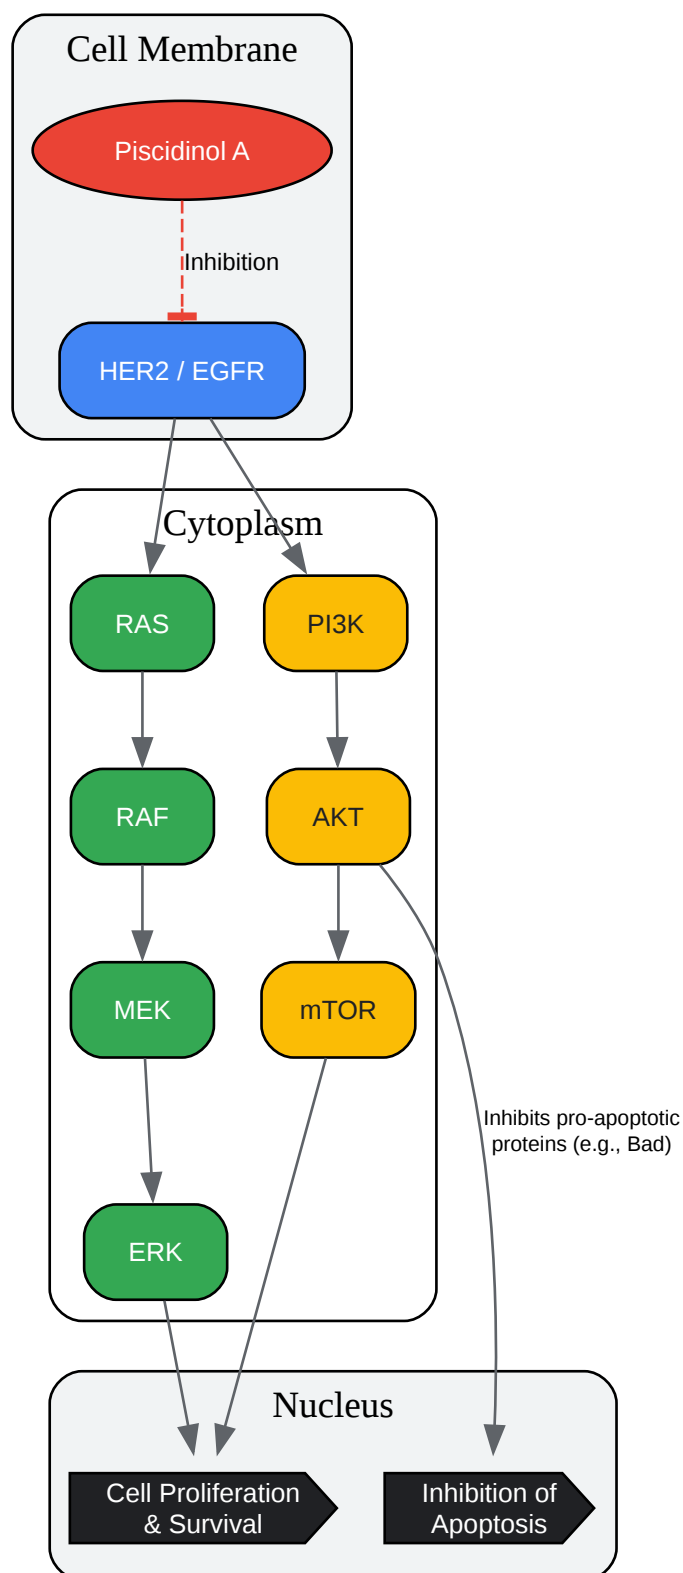 Cell Membrane
Piscidinol A
Inhibition
HER2 / EGFR
Cytoplasm
RAS
PI3K
RAF
AKT
MEK
mTOR
Inhibits pro-apoptotic
proteins (e.g., Bad)
ERK
Nucleus
Cell Proliferation
& Survival
Inhibition of
Apoptosis